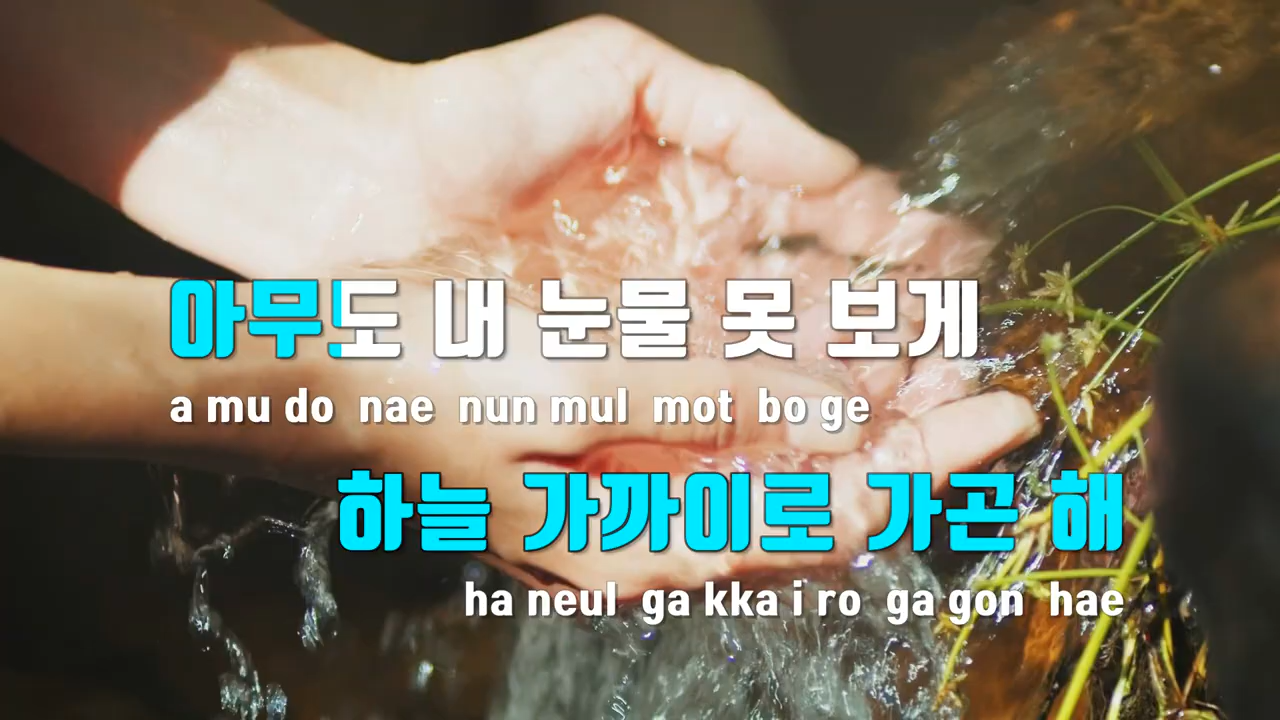 아무도 내 눈물 못 보게
a mu do nae nun mul mot bo ge
하늘 가까이로 가곤 해
ha neul ga kka i ro ga gon hae